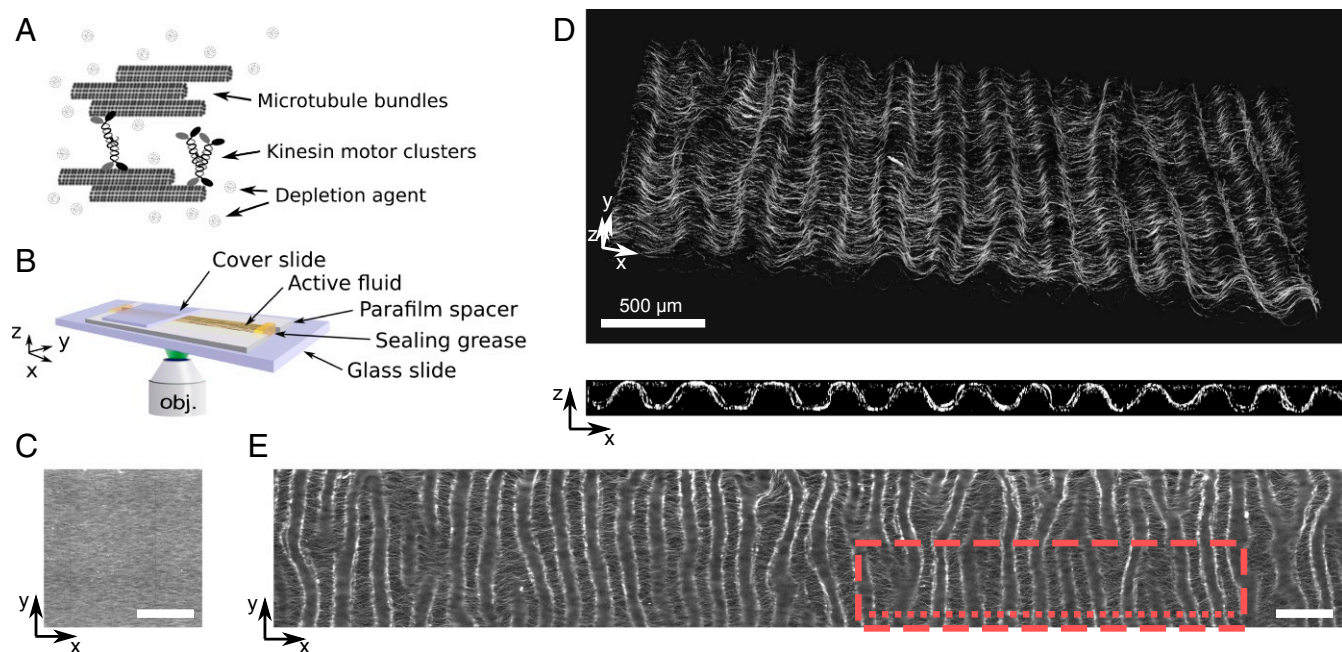 A
Microtubule bundles
Kinesin motor clusters
Depletion agent
B
Cover slide
Active fluid
Parafilm spacer
Sealing grease
Glass slide
z
y
x
obj.
C
y
x
D
y
z
x
500 µm
z
x
E
y
x